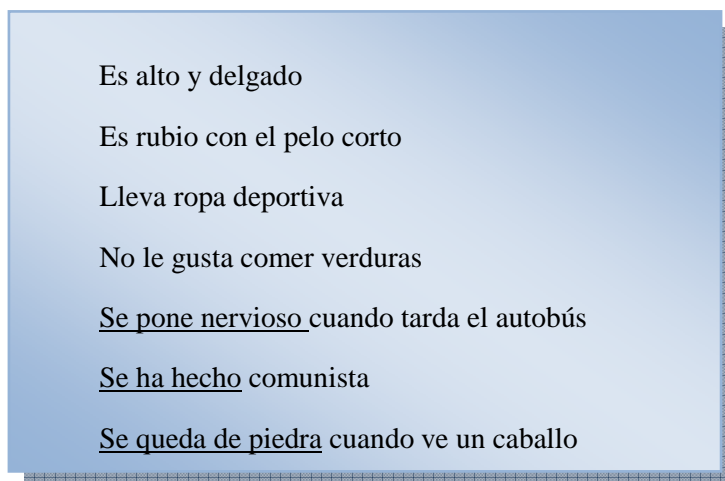 Es alto y delgado
Es rubio con el pelo corto
Lleva ropa deportiva
No le gusta comer verduras
Se pone nervioso cuando tarda el autobús
Se ha hecho comunista
Se queda de piedra cuando ve un caballo